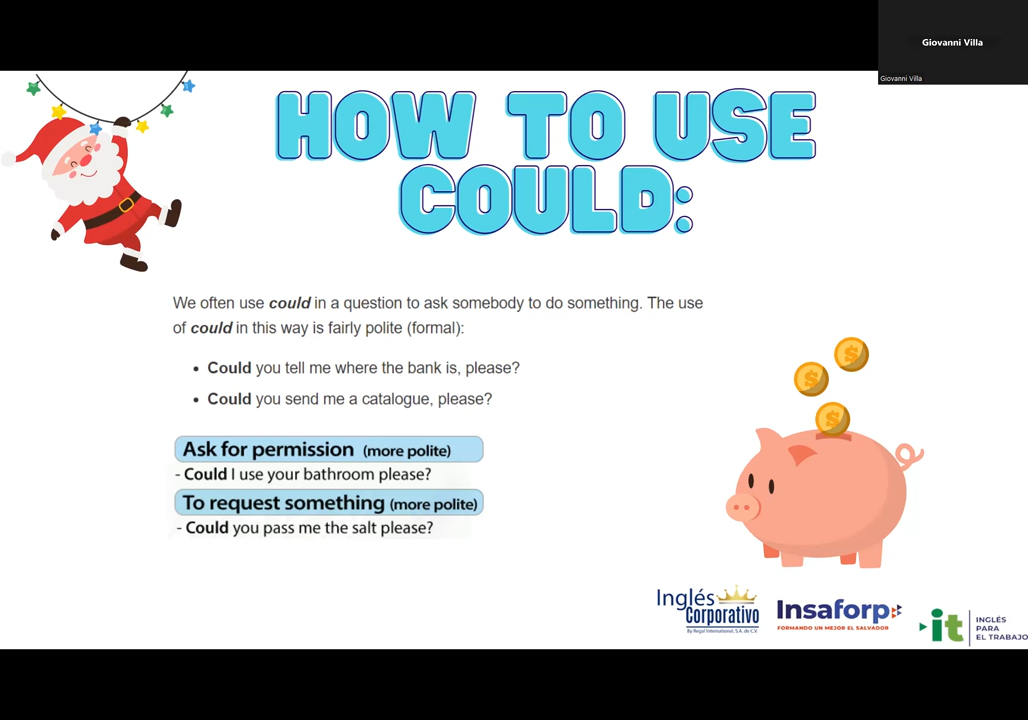 Giovanni Villa
Giovanni Villa
HOW TO USE
COULD:
We often use could in a question to ask somebody to do something. The use
of could in this way is fairly polite (formal):
• Could you tell me where the bank is, please?
• Could you send me a catalogue, please?
Ask for permission (more polite)
- Could I use your bathroom please?
To request something (more polite)
- Could you pass me the salt please?
$
$
$
Inglés
Corporativo
By Regal International, S.A. de C.V.
Insaforp
FORMANDO UN MEJOR EL SALVADOR
it
INGLÉS
PARA
EL TRABAJO